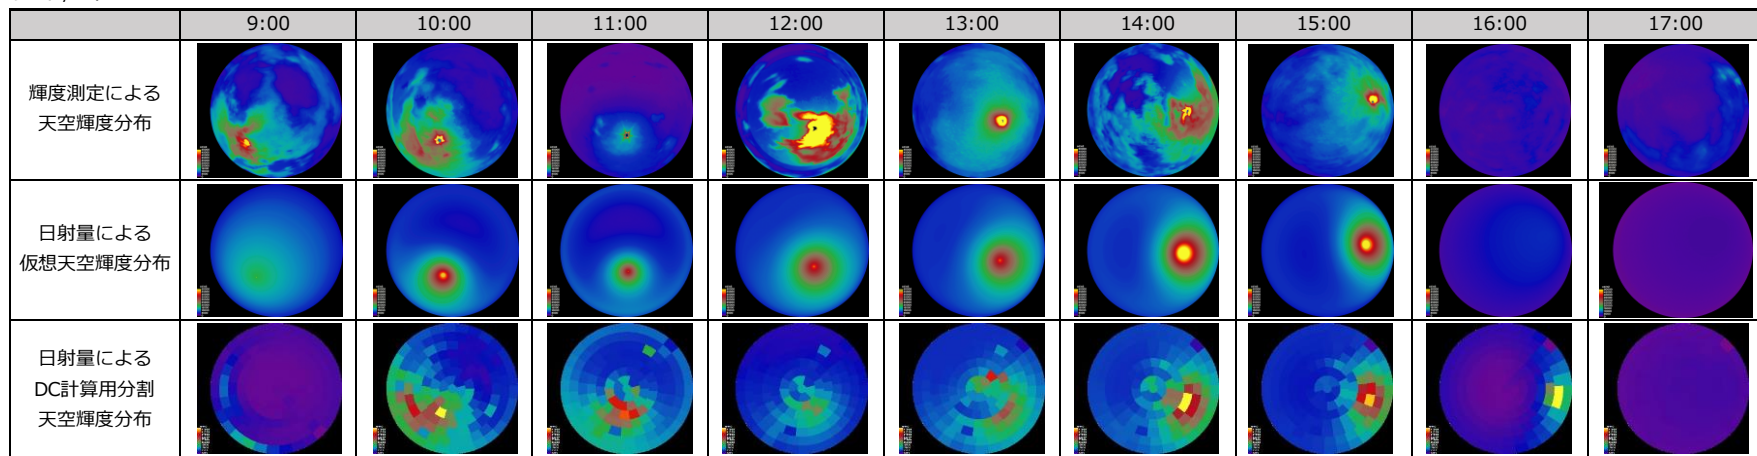 9:00 10:00 11:00 12:00 13:00 14:00 15:00 16:00 17:00
輝度測定による
天空輝度分布
日射量による
仮想天空輝度分布
日射量による
DC計算用分割
天空輝度分布